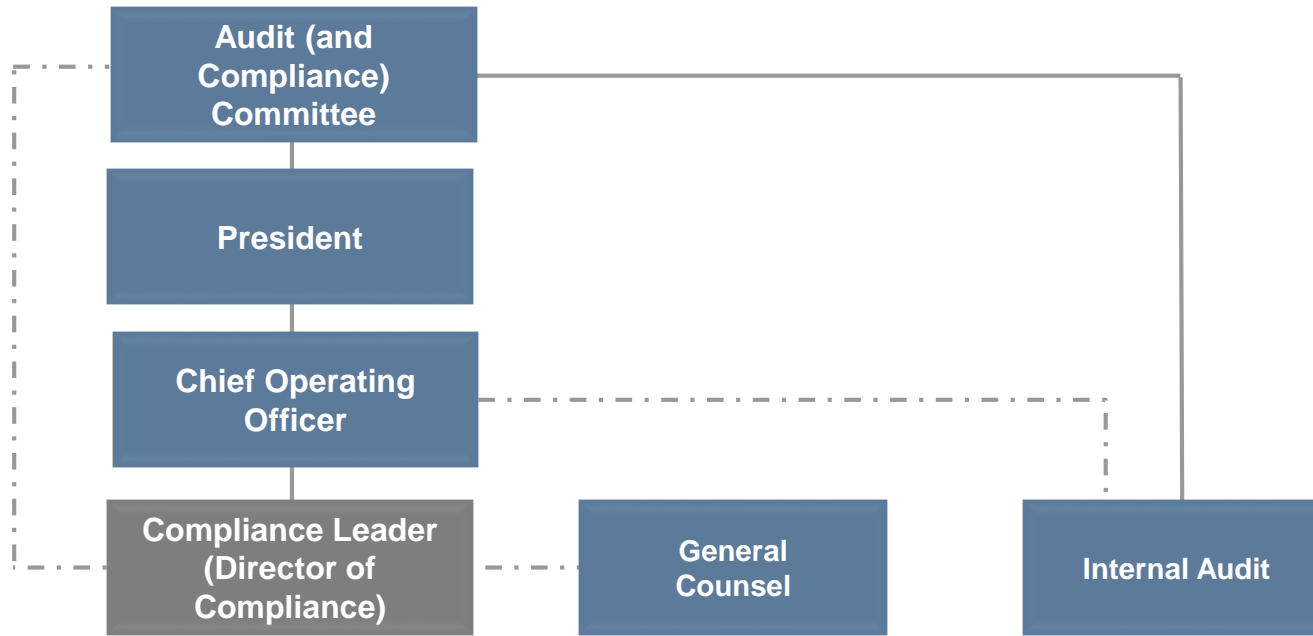 Audit (and
Compliance)
Committee
President
Chief Operating
Officer
Compliance Leader
(Director of
Compliance)
General
Counsel
Internal Audit